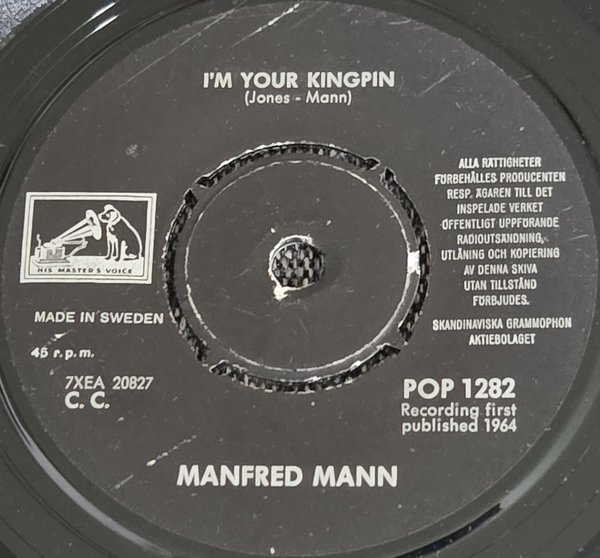 I'M YOUR KINGPIN
(Jones - Mann)
HIS MASTER'S VOICE
MADE IN SWEDEN
45 r.p.m.
7XEA 20827
C. C.
ALLA RÄTTIGHETER
FÖRBEHÅLLES PRODUCENTEN
RESP. ÄGAREN TILL DET
INSPELADE VERKET
OFFENTLIGT UPPFÖRANDE
RADIOUTSÄNDNING,
UTLÅNING OCH KOPIERING
AV DENNA SKIVA
UTAN TILLSTÅND
FÖRBJUDES.
SKANDINAVISKA GRAMMOPHON
AKTIEBOLAGET
POP 1282
Recording first
published 1964
MANFRED MANN